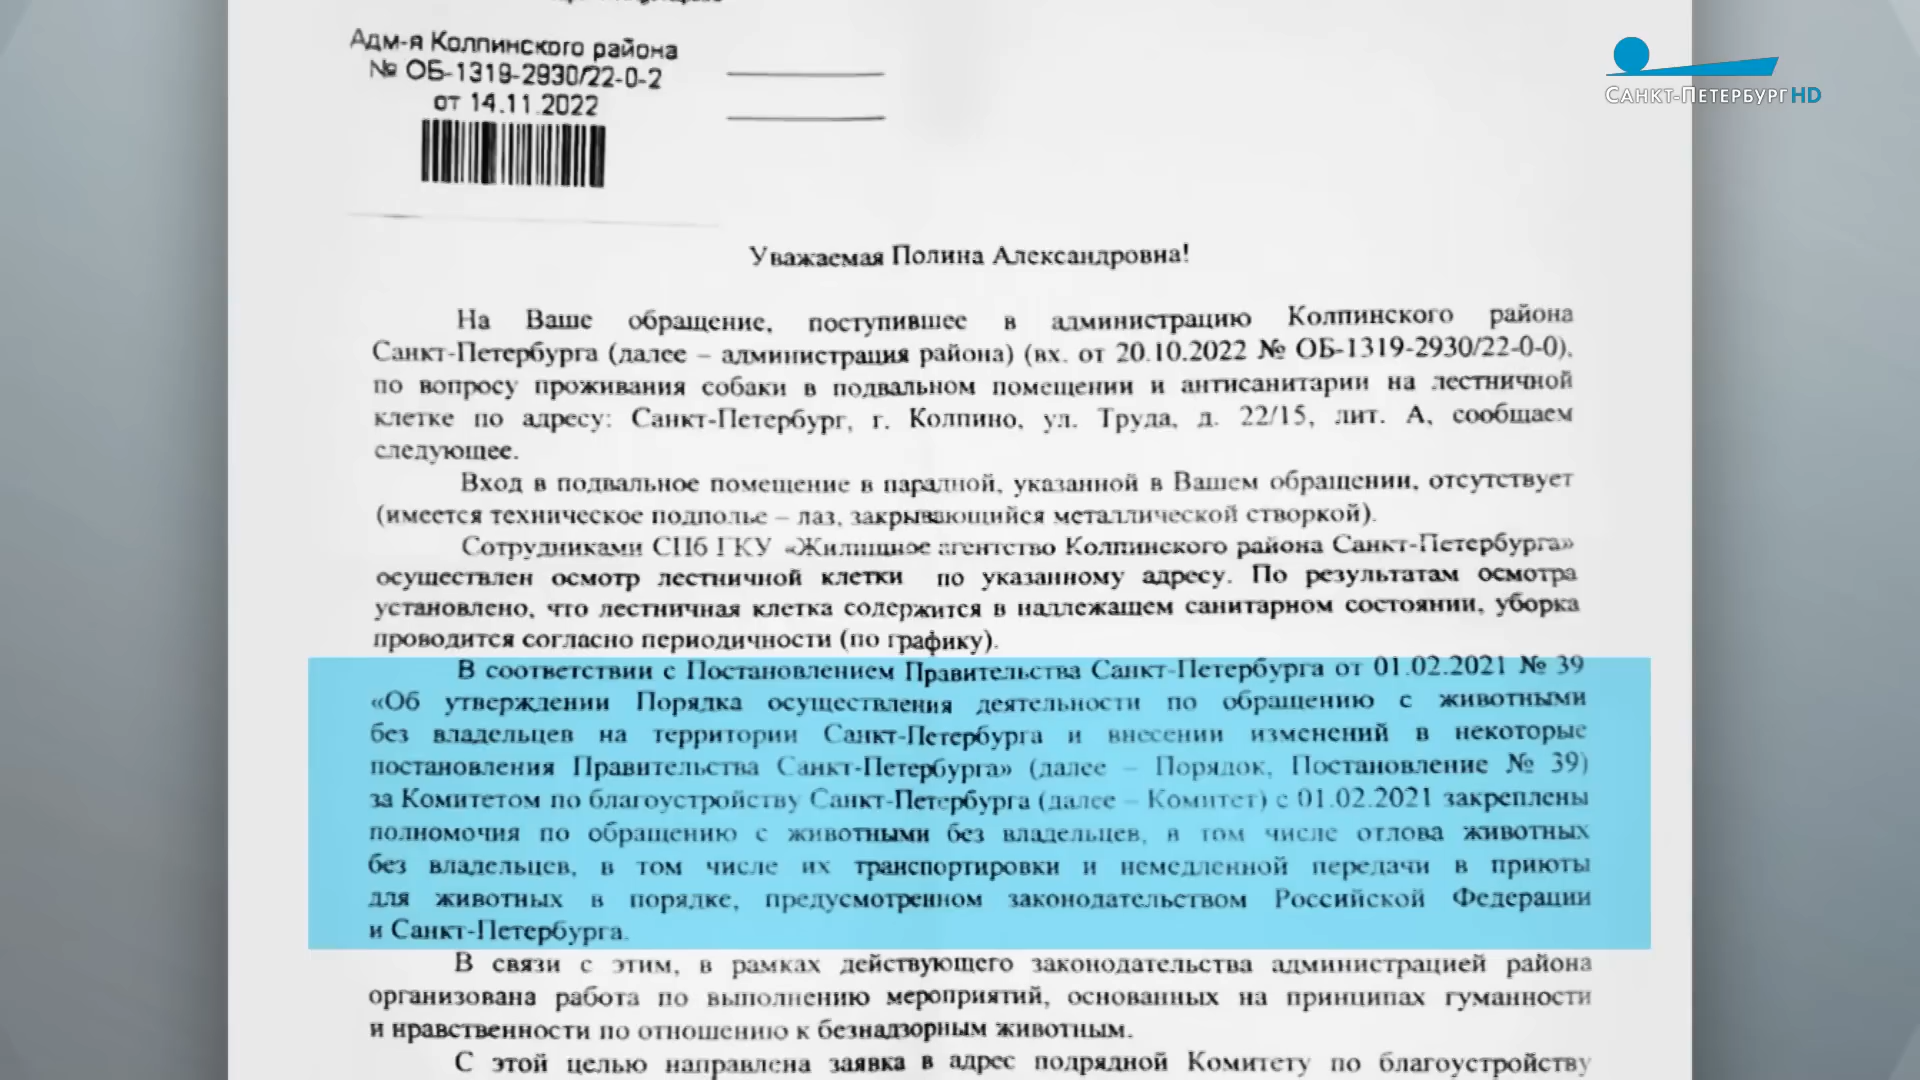 Адм-я Колпинского района
№ ОБ-1319-2930/22-0-2
от 14.11.2022
САНКТ-ПЕТЕРБУРГ HD
Уважаемая Полина Александровна!
На Ваше обращение, поступившее в администрацию Колпинского района
Санкт-Петербурга (далее – администрация района) (вх. от 20.10.2022 № ОБ-1319-2930/22-0-0),
по вопросу проживания собаки в подвальном помещении и антисанитарии на лестничной
клетке по адресу: Санкт-Петербург, г. Колпино, ул. Труда, д. 22/15, лит. А, сообщаем
следующее.
Вход в подвальное помещение в парадной, указанной в Вашем обращении, отсутствует
(имеется техническое подполье – лаз, закрывающийся металлической створкой).
Сотрудниками СПб ГКУ «Жилищное агентство Колпинского района Санкт-Петербурга»
осуществлен осмотр лестничной клетки по указанному адресу. По результатам осмотра
установлено, что лестничная клетка содержится в надлежащем санитарном состоянии, уборка
проводится согласно периодичности (по графику).
В соответствии с Постановлением Правительства Санкт-Петербурга от 01.02.2021 № 39
«Об утверждении Порядка осуществления деятельности по обращению с животными
без владельцев на территории Санкт-Петербурга и внесении изменений в некоторые
постановления Правительства Санкт-Петербурга» (далее – Порядок, Постановление № 39)
за Комитетом по благоустройству Санкт-Петербурга (далее – Комитет) с 01.02.2021 закреплены
полномочия по обращению с животными без владельцев, в том числе отлова животных
без владельцев, в том числе их транспортировки и немедленной передачи в приюты
для животных в порядке, предусмотренном законодательством Российской Федерации
и Санкт-Петербурга.
В связи с этим, в рамках действующего законодательства администрацией района
организована работа по выполнению мероприятий, основанных на принципах гуманности
и нравственности по отношению к безнадзорным животным.
С этой целью направлена заявка в адрес подрядной Комитету по благоустройству